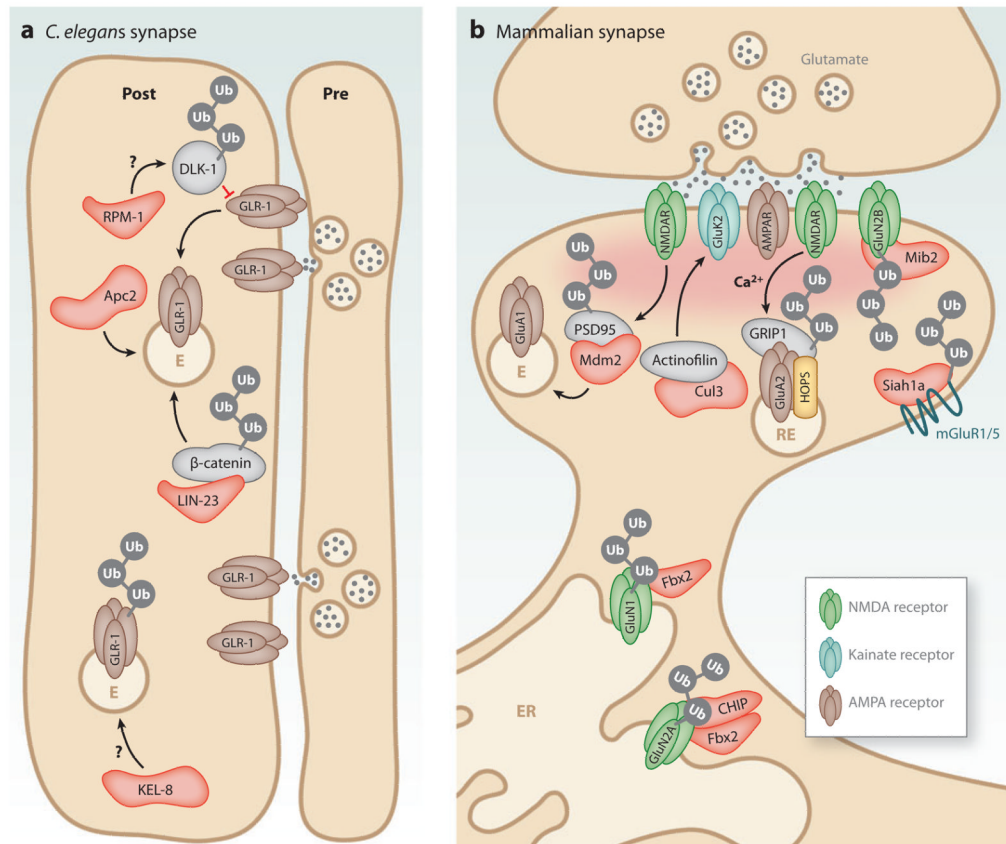 a C. elegans synapse
Post
Pre
Ub
Ub
Ub
DLK-1
?
RPM-1
GLR-1
GLR-1
Apc2
GLR-1
E
Ub
Ub
Ub
β-catenin
LIN-23
Ub
Ub
Ub
GLR-1
GLR-1
GLR-1
E
?
KEL-8
b Mammalian synapse
Glutamate
NMDAR
GluK2
AMPAR
NMDAR
GluN2B
Mib2
Ub
Ub
Ub
Ca2+
Ub
Ub
Ub
Ub
Ub
Ub
GluA1
E
PSD95
Mdm2
Actinofilin
Cul3
GRIP1
GluA2
HOPS
RE
Ub
Ub
Ub
Siah1a
mGluR1/5
Ub
Ub
Ub
Fbx2
GluN1
ER
Ub
Ub
Ub
CHIP
Fbx2
GluN2A
NMDA receptor
Kainate receptor
AMPA receptor